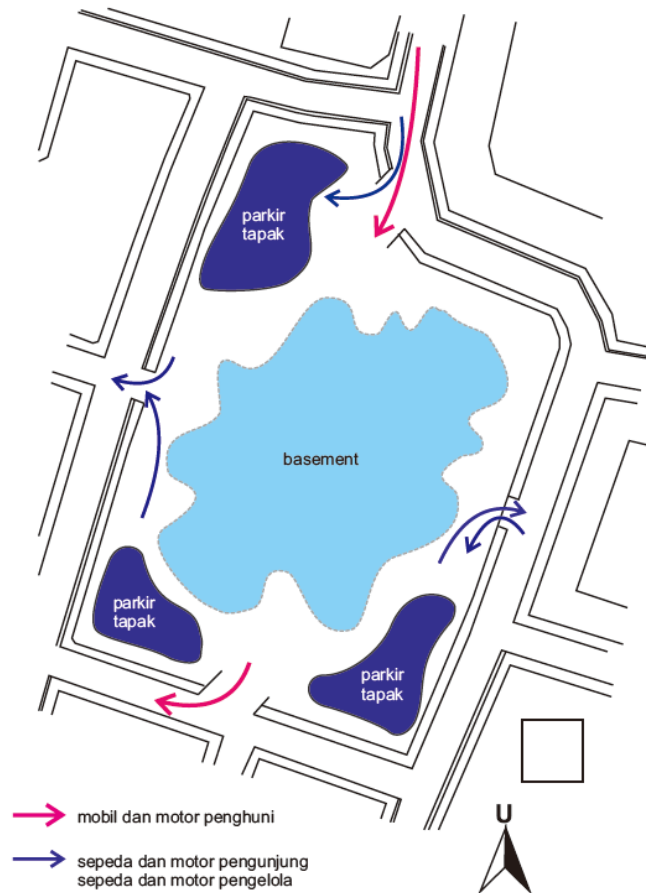 parkir
tapak
basement
parkir
tapak
parkir
tapak
U
mobil dan motor penghuni
sepeda dan motor pengunjung
sepeda dan motor pengelola